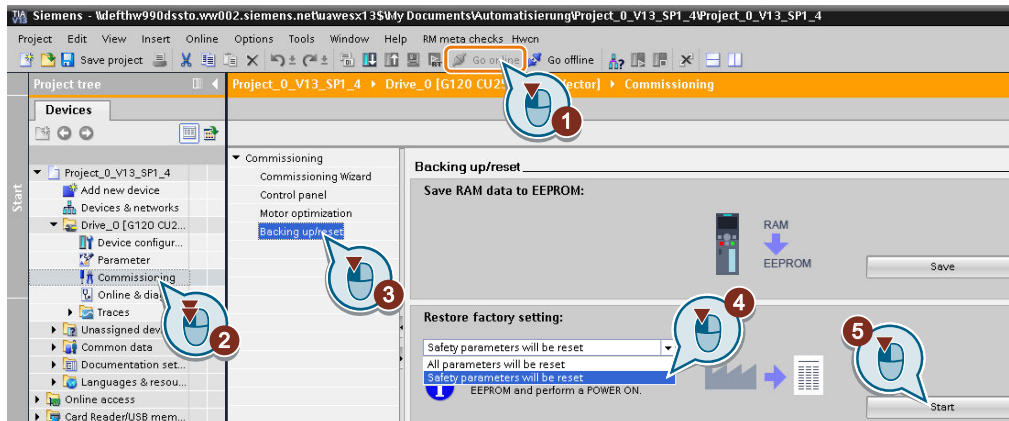 Siemens - \\defthw990dssto.ww002.siemens.net\uawesx13$\My Documents\Automatisierung\Project_0_V13_SP1_4\Project_0_V13_SP1_4
Project Edit View Insert Online Options Tools Window Help RM meta checks Hwcn
Save project Go online Go offline
Project tree
Project_0_V13_SP1_4 Drive_0 [G120 CU25 Vector] Commissioning
1
Devices
Start
Project_0_V13_SP1_4
Add new device
Devices & networks
Drive_0 [G120 CU2...
Device configur...
Parameter
Commissioning
Online & dia
Traces
Unassigned dev
Common data
Documentation set...
Languages & resou...
Online access
Card Reader/USB mem...
2
Commissioning
Commissioning Wizard
Control panel
Motor optimization
Backing up/reset
3
Backing up/reset
Save RAM data to EEPROM:
RAM
EEPROM
Save
Restore factory setting:
4
Safety parameters will be reset
All parameters will be reset
Safety parameters will be reset
EEPROM and perform a POWER ON.
5
Start